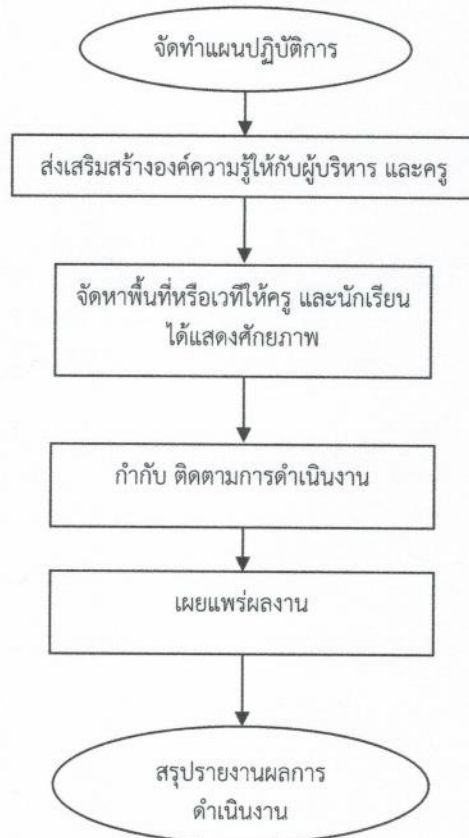 จัดทำแผนปฏิบัติการ
ส่งเสริมสร้างองค์ความรู้ให้กับผู้บริหาร และครู
จัดหาพื้นที่หรือเวทีให้ครู และนักเรียน
ได้แสดงศักยภาพ
กำกับ ติดตามการดำเนินงาน
เผยแพร่ผลงาน
สรุปรายงานผลการ
ดำเนินงาน